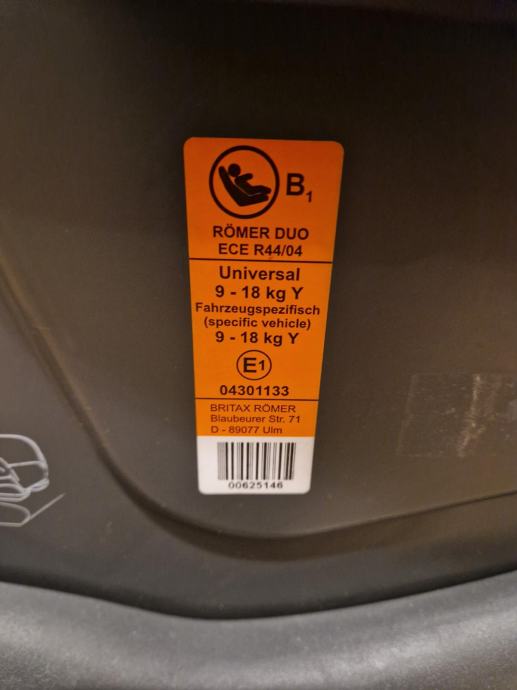 B1
RÖMER DUO
ECE R44/04
Universal
9 - 18 kg Y
Fahrzeugspezifisch
(specific vehicle)
9 - 18 kg Y
E1
04301133
BRITAX RÖMER
Blaubeurer Str. 71
D - 89077 Ulm
00625146